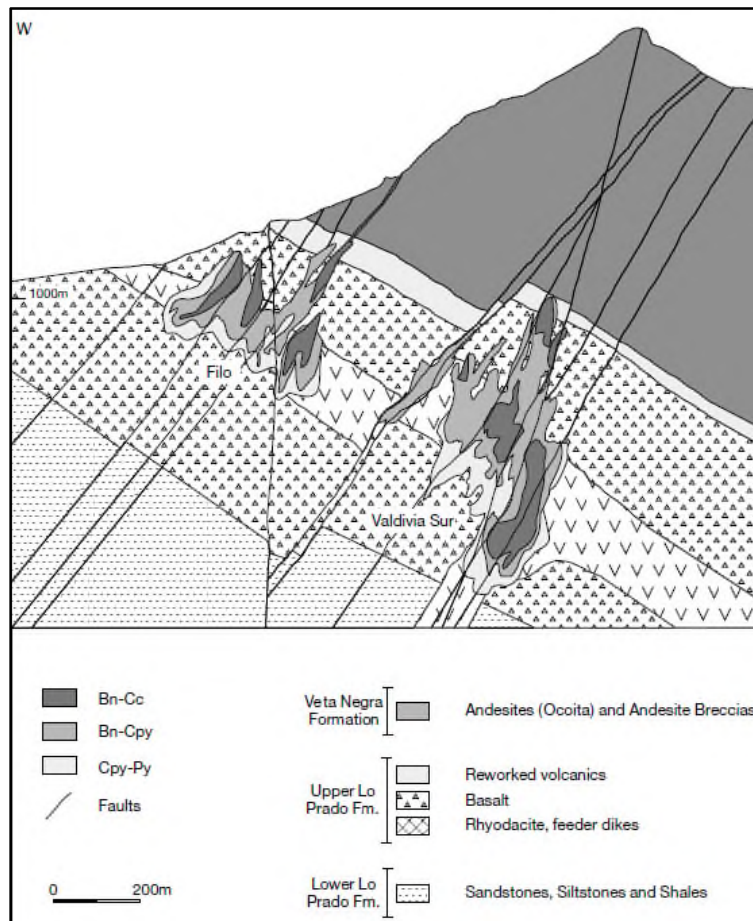 W
1000m
Filo
Valdivia Sur
Bn-Cc
Bn-Cpy
Cpy-Py
Faults
0 200m
Veta Negra
Formation
Andesites (Ocoita) and Andesite Breccias
Upper Lo
Prado Fm.
Reworked volcanics
Basalt
Rhyodacite, feeder dikes
Lower Lo
Prado Fm.
Sandstones, Siltstones and Shales